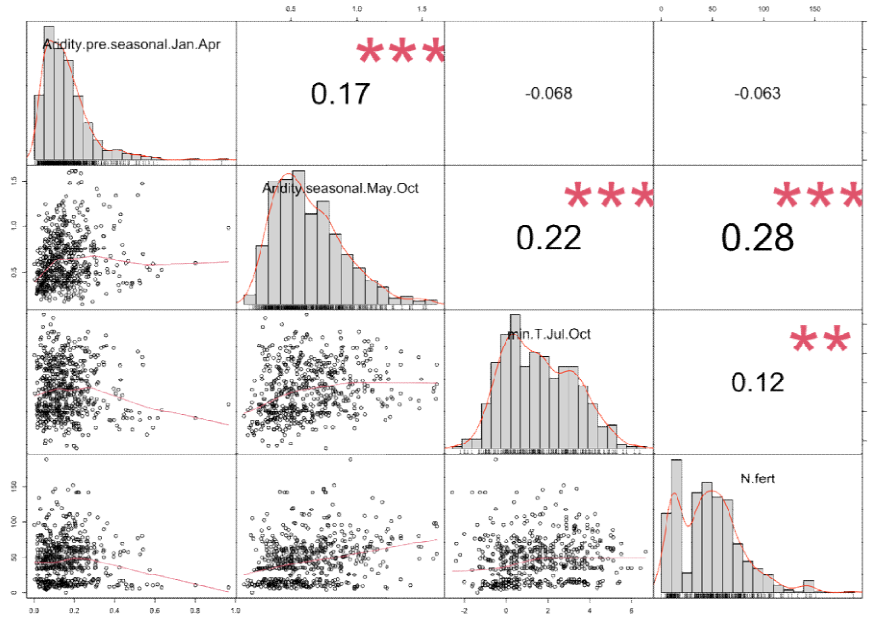 0.5 1.0 1.5 0 50 100 150
Aridity.pre.seasonal.Jan.Apr
***
0.17
-0.068
-0.063
0.5 1.0 1.5
Aridity.seasonal.May.Oct
***
0.22
***
0.28
min.T.Jul.Oct
**
0.12
0 50 100 150
N.fert
0.0 0.2 0.4 0.6 0.8 1.0 -2 0 2 4 6